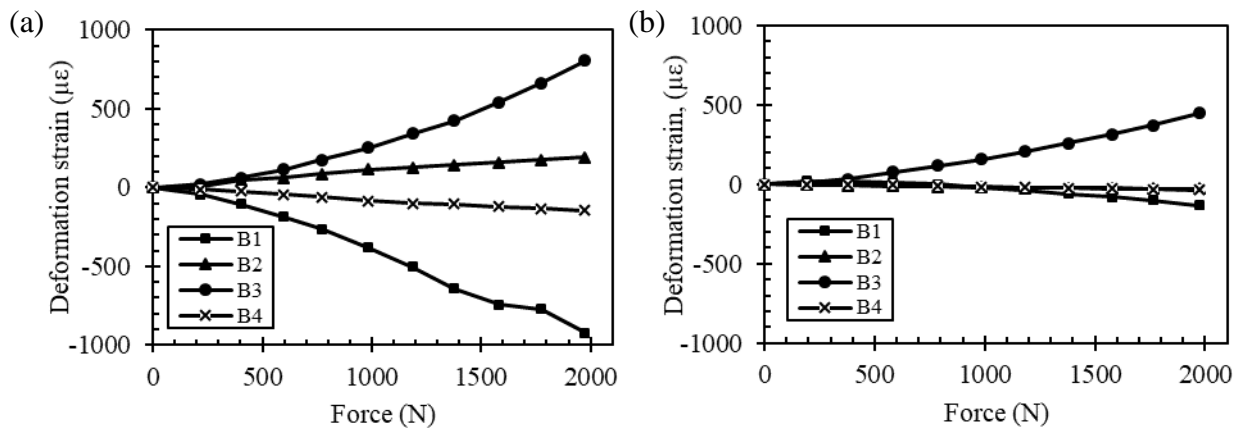 (a)
Deformation strain (με)
1000
500
0
-500
-1000
B1
B2
B3
B4
0 500 1000 1500 2000
Force (N)
(b)
Deformation strain, (με)
1000
500
0
-500
-1000
B1
B2
B3
B4
0 500 1000 1500 2000
Force (N)